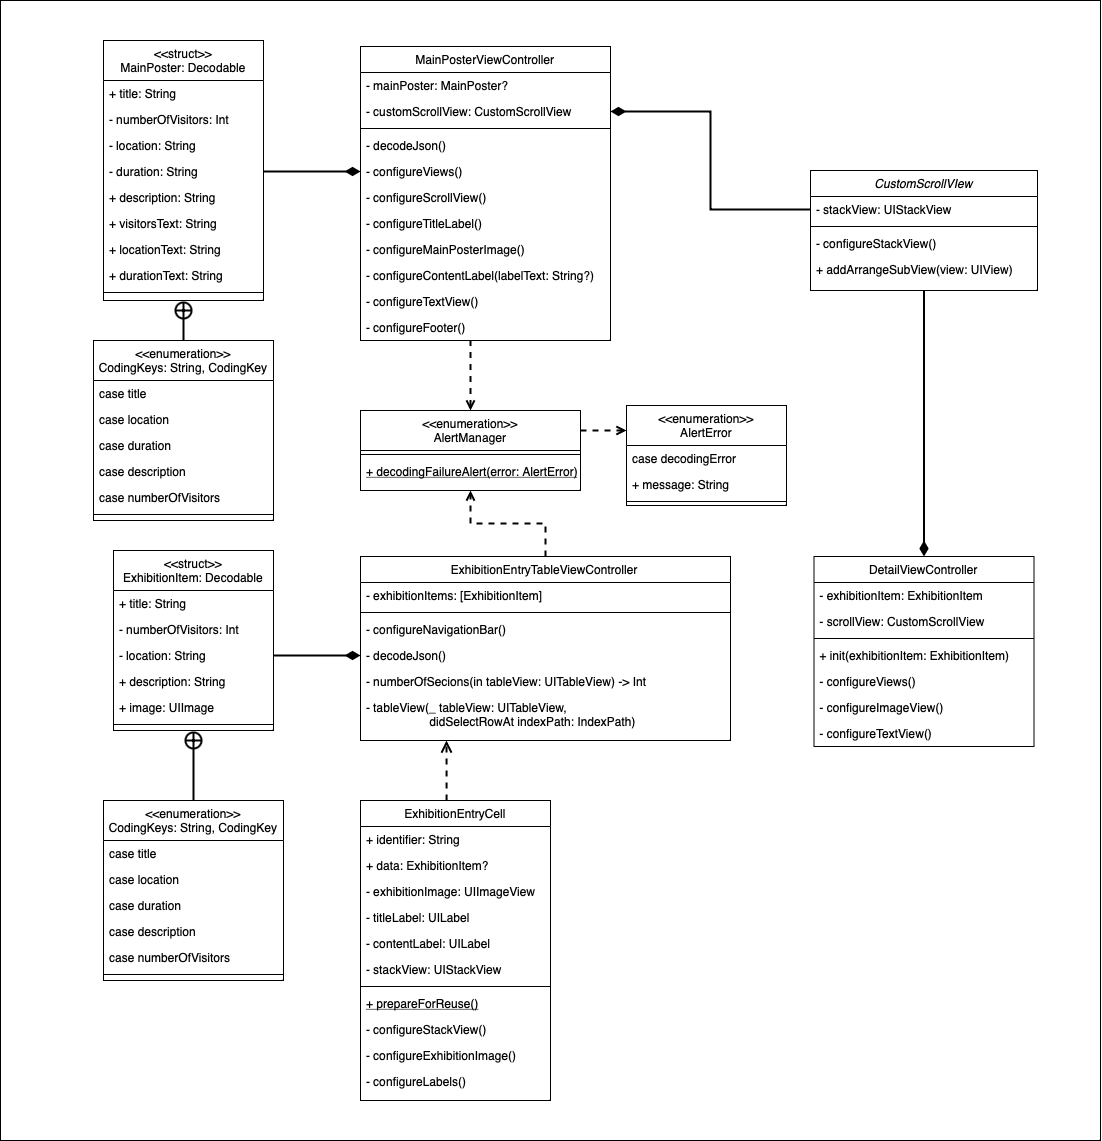 <<struct>>
MainPoster: Decodable
+ title: String
- numberOfVisitors: Int
- location: String
- duration: String
+ description: String
+ visitorsText: String
+ locationText: String
+ durationText: String
<<enumeration>>
CodingKeys: String, CodingKey
case title
case location
case duration
case description
case numberOfVisitors
MainPosterViewController
- mainPoster: MainPoster?
- customScrollView: CustomScrollView
- decodeJson()
- configureViews()
- configureScrollView()
- configureTitleLabel()
- configureMainPosterImage()
- configureContentLabel(labelText: String?)
- configureTextView()
- configureFooter()
CustomScrollVIew
- stackView: UIStackView
- configureStackView()
+ addArrangeSubView(view: UIView)
<<enumeration>>
AlertManager
+ decodingFailureAlert(error: AlertError)
<<enumeration>>
AlertError
case decodingError
+ message: String
<<struct>>
ExhibitionItem: Decodable
+ title: String
- numberOfVisitors: Int
- location: String
+ description: String
+ image: UIImage
<<enumeration>>
CodingKeys: String, CodingKey
case title
case location
case duration
case description
case numberOfVisitors
ExhibitionEntryTableViewController
- exhibitionItems: [ExhibitionItem]
- configureNavigationBar()
- decodeJson()
- numberOfSecions(in tableView: UITableView) -> Int
- tableView(_ tableView: UITableView,
didSelectRowAt indexPath: IndexPath)
DetailViewController
- exhibitionItem: ExhibitionItem
- scrollView: CustomScrollView
+ init(exhibitionItem: ExhibitionItem)
- configureViews()
- configureImageView()
- configureTextView()
ExhibitionEntryCell
+ identifier: String
+ data: ExhibitionItem?
- exhibitionImage: UIImageView
- titleLabel: UILabel
- contentLabel: UILabel
- stackView: UIStackView
+ prepareForReuse()
- configureStackView()
- configureExhibitionImage()
- configureLabels()